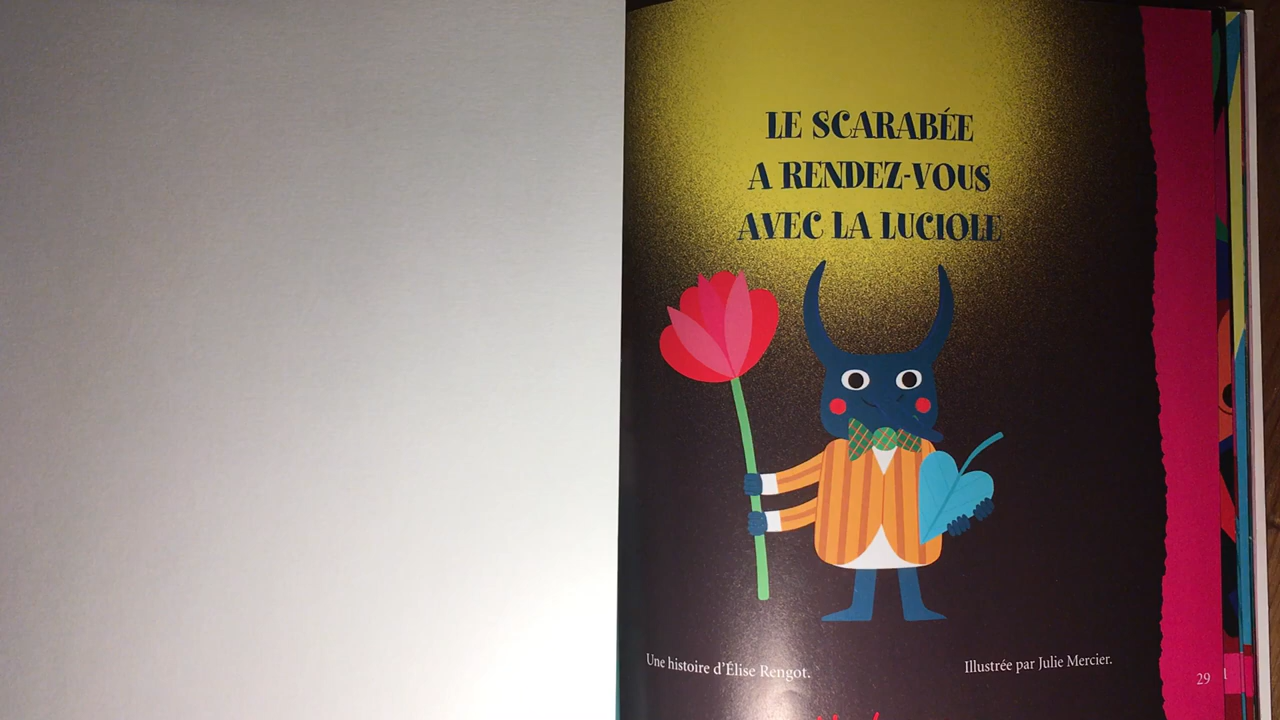 LE SCARABÉE
A RENDEZ-VOUS
AVEC LA LUCIOLE
Une histoire d'Élise Rengot.
Illustrée par Julie Mercier.
29